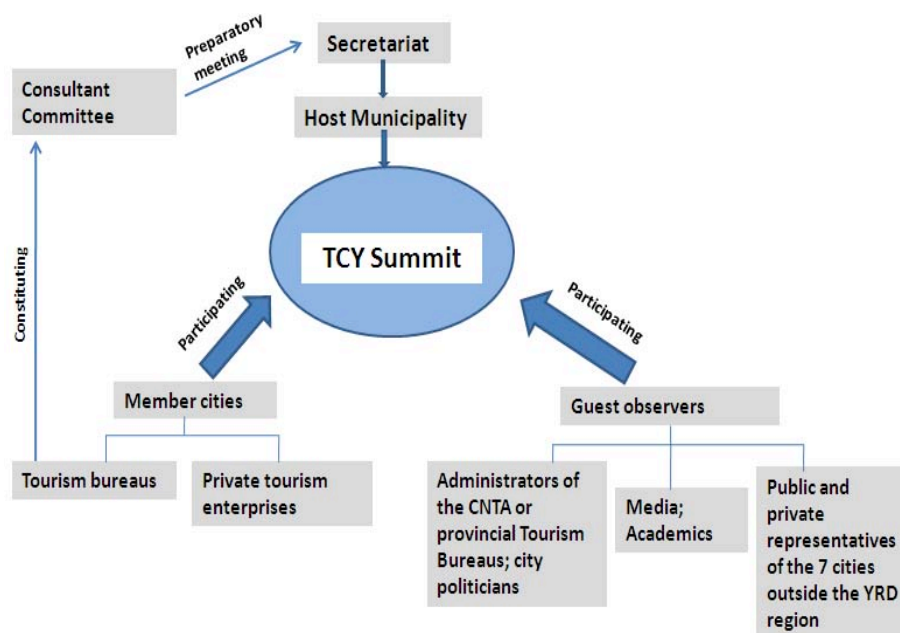 Preparatory
meeting
Secretariat
Consultant
Committee
Host Municipality
TCY Summit
Constituting
Participating
Participating
Member cities
Guest observers
Tourism bureaus
Private tourism
enterprises
Administrators of
the CNTA or
provincial Tourism
Bureaus; city
politicians
Media;
Academics
Public and
private
representatives
of the 7 cities
outside the YRD
region